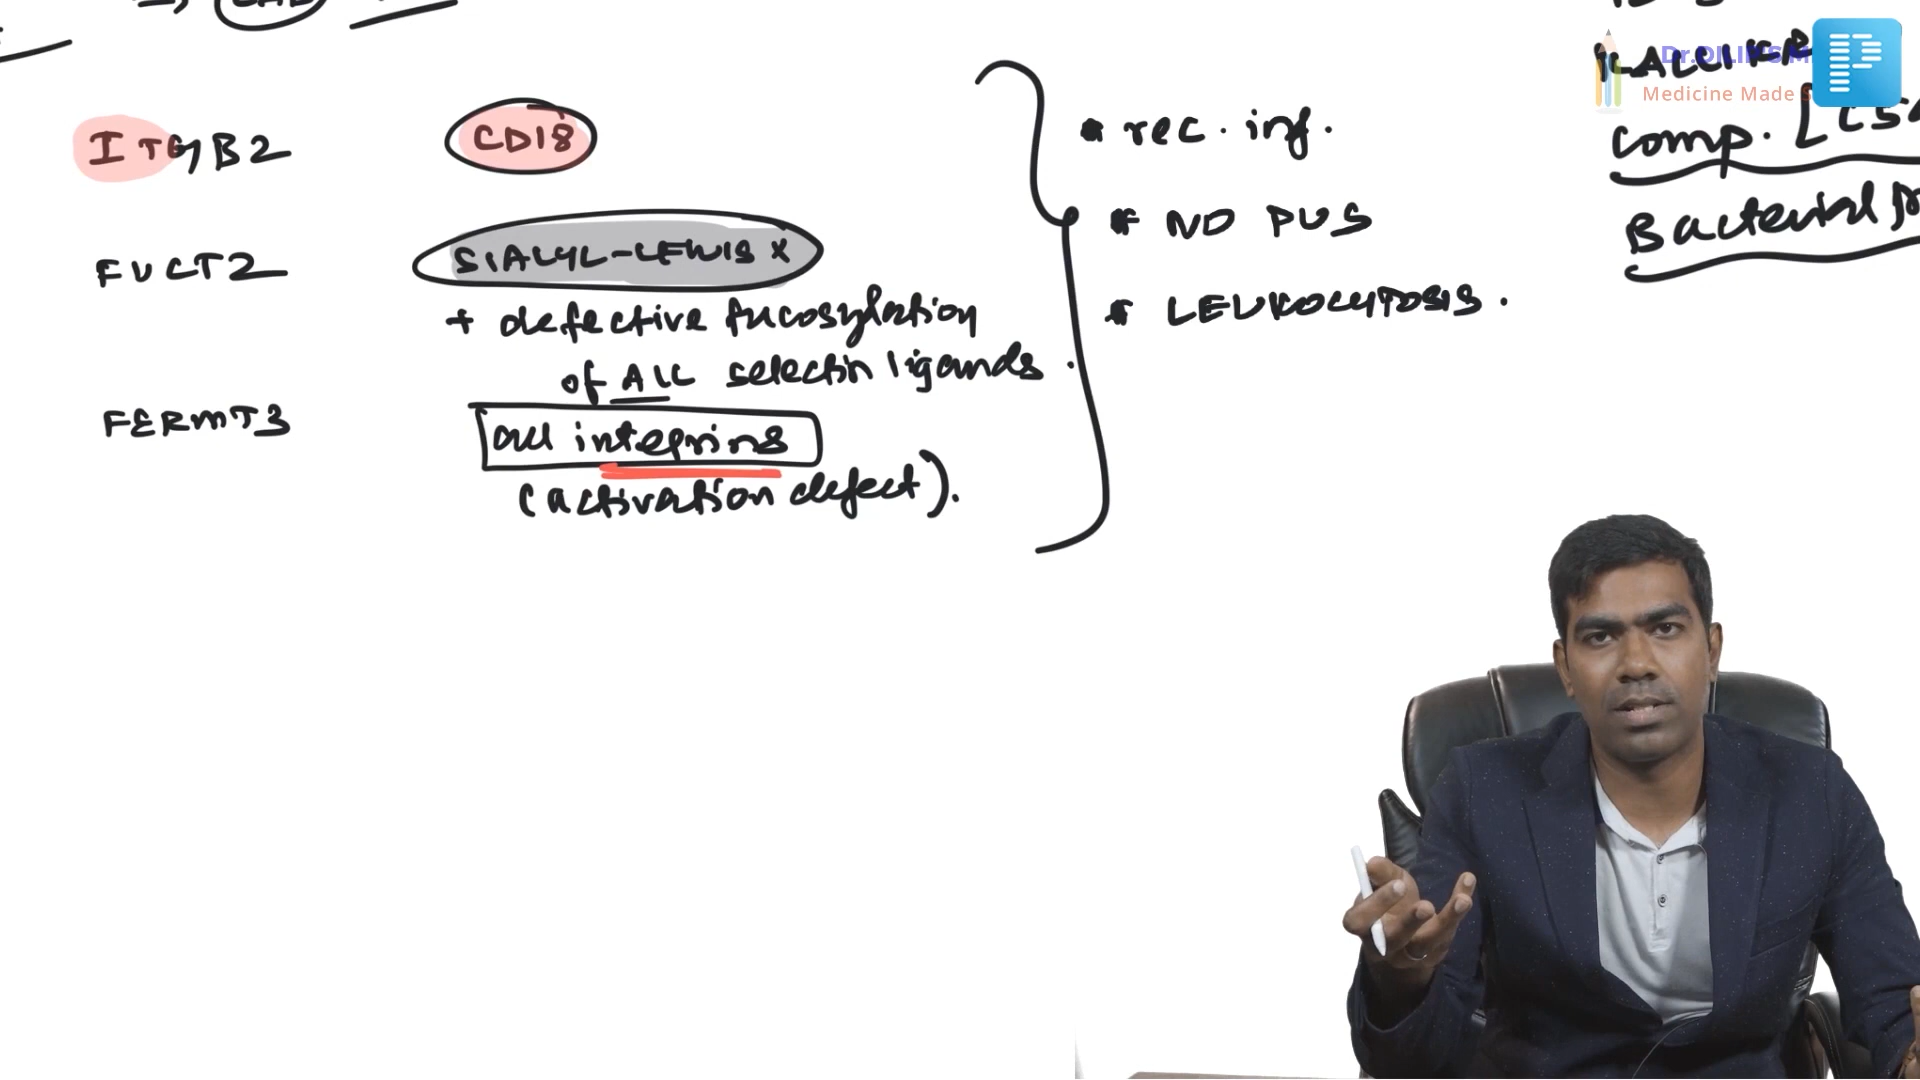 ITGB2
CD18
FUCT2
SIALYL-LEWIS X
+ defective fucosylation
of ALL selectin ligands.
FERMT3
all integrins
(activation defect).
* rec. inf.
* NO PUS
* LEUKOCYTOSIS.
Medicine Made
comp. [C5a
Bacterial